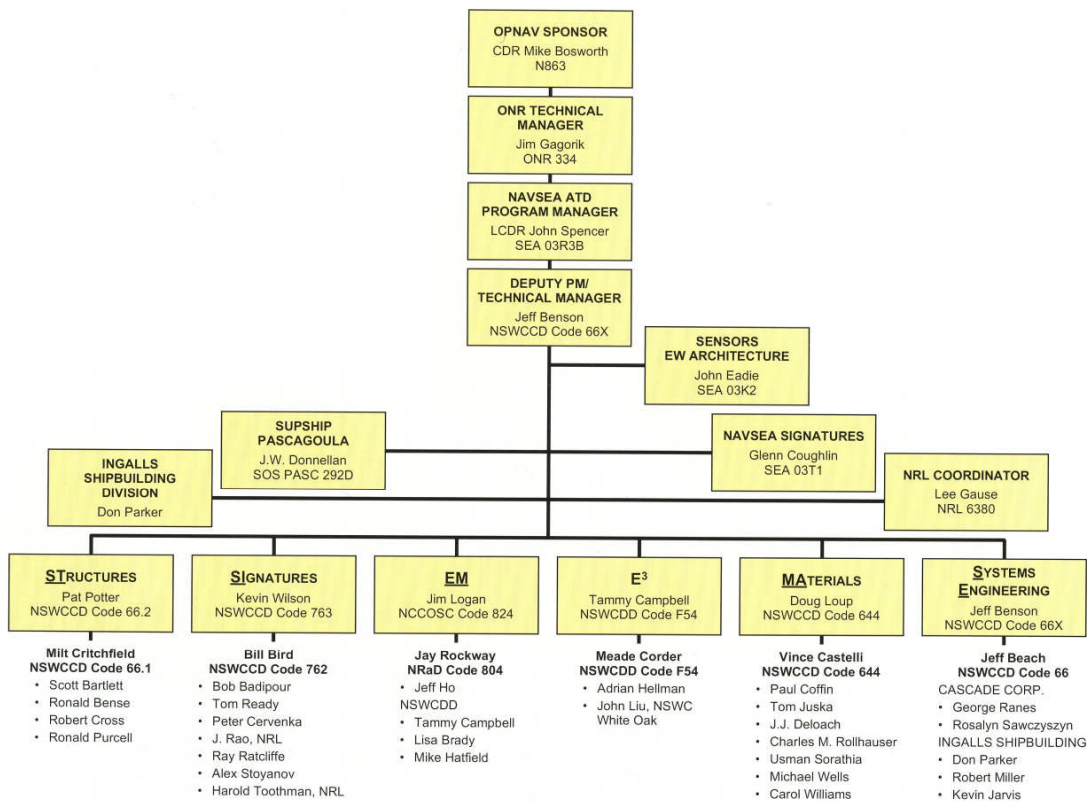 OPNAV SPONSOR
CDR Mike Bosworth
N863
ONR TECHNICAL
MANAGER
Jim Gagorik
ONR 334
NAVSEA ATD
PROGRAM MANAGER
LCDR John Spencer
SEA 03R3B
DEPUTY PM/
TECHNICAL MANAGER
Jeff Benson
NSWCCD Code 66X
SENSORS
EW ARCHITECTURE
John Eadie
SEA 03K2
SUPSHIP
PASCAGOULA
J.W. Donnellan
SOS PASC 292D
NAVSEA SIGNATURES
Glenn Coughlin
SEA 03T1
INGALLS
SHIPBUILDING
DIVISION
Don Parker
NRL COORDINATOR
Lee Gause
NRL 6380
STRUCTURES
Pat Potter
NSWCCD Code 66.2
Milt Critchfield
NSWCCD Code 66.1
• Scott Bartlett
• Ronald Bense
• Robert Cross
• Ronald Purcell
SIGNATURES
Kevin Wilson
NSWCCD Code 763
Bill Bird
NSWCCD Code 762
• Bob Badipour
• Tom Ready
• Peter Cervenka
• J. Rao, NRL
• Ray Ratcliffe
• Alex Stoyanov
• Harold Toothman, NRL
EM
Jim Logan
NCCOSC Code 824
Jay Rockway
NRaD Code 804
• Jeff Ho
NSWCDD
• Tammy Campbell
• Lisa Brady
• Mike Hatfield
E³
Tammy Campbell
NSWCDD Code F54
Meade Corder
NSWCDD Code F54
• Adrian Hellman
• John Liu, NSWC
White Oak
MATERIALS
Doug Loup
NSWCCD Code 644
Vince Castelli
NSWCCD Code 644
• Paul Coffin
• Tom Juska
• J.J. Deloach
• Charles M. Rollhauser
• Usman Sorathia
• Michael Wells
• Carol Williams
SYSTEMS
ENGINEERING
Jeff Benson
NSWCCD Code 66X
Jeff Beach
NSWCCD Code 66
CASCADE CORP.
• George Ranes
• Rosalyn Sawczyszyn
INGALLS SHIPBUILDING
• Don Parker
• Robert Miller
• Kevin Jarvis